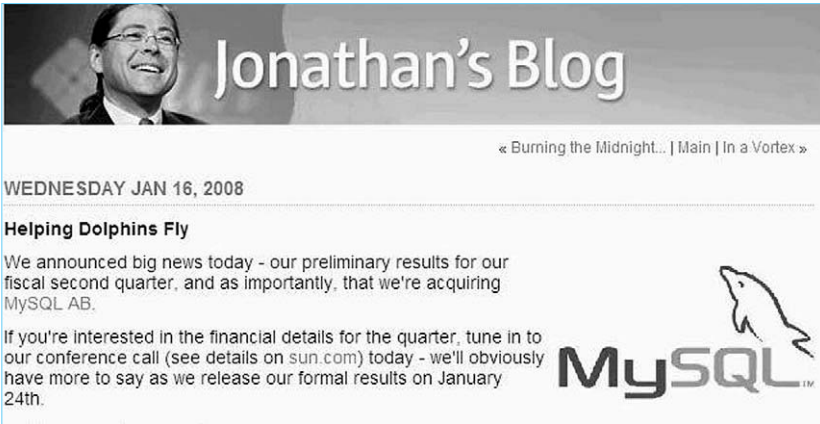 Jonathan's Blog
« Burning the Midnight... | Main | In a Vortex »
WEDNESDAY JAN 16, 2008
Helping Dolphins Fly
We announced big news today - our preliminary results for our
fiscal second quarter, and as importantly, that we're acquiring
MySQL AB.
If you're interested in the financial details for the quarter, tune in to
our conference call (see details on sun.com) today - we'll obviously
have more to say as we release our formal results on January
24th.
MySQL™